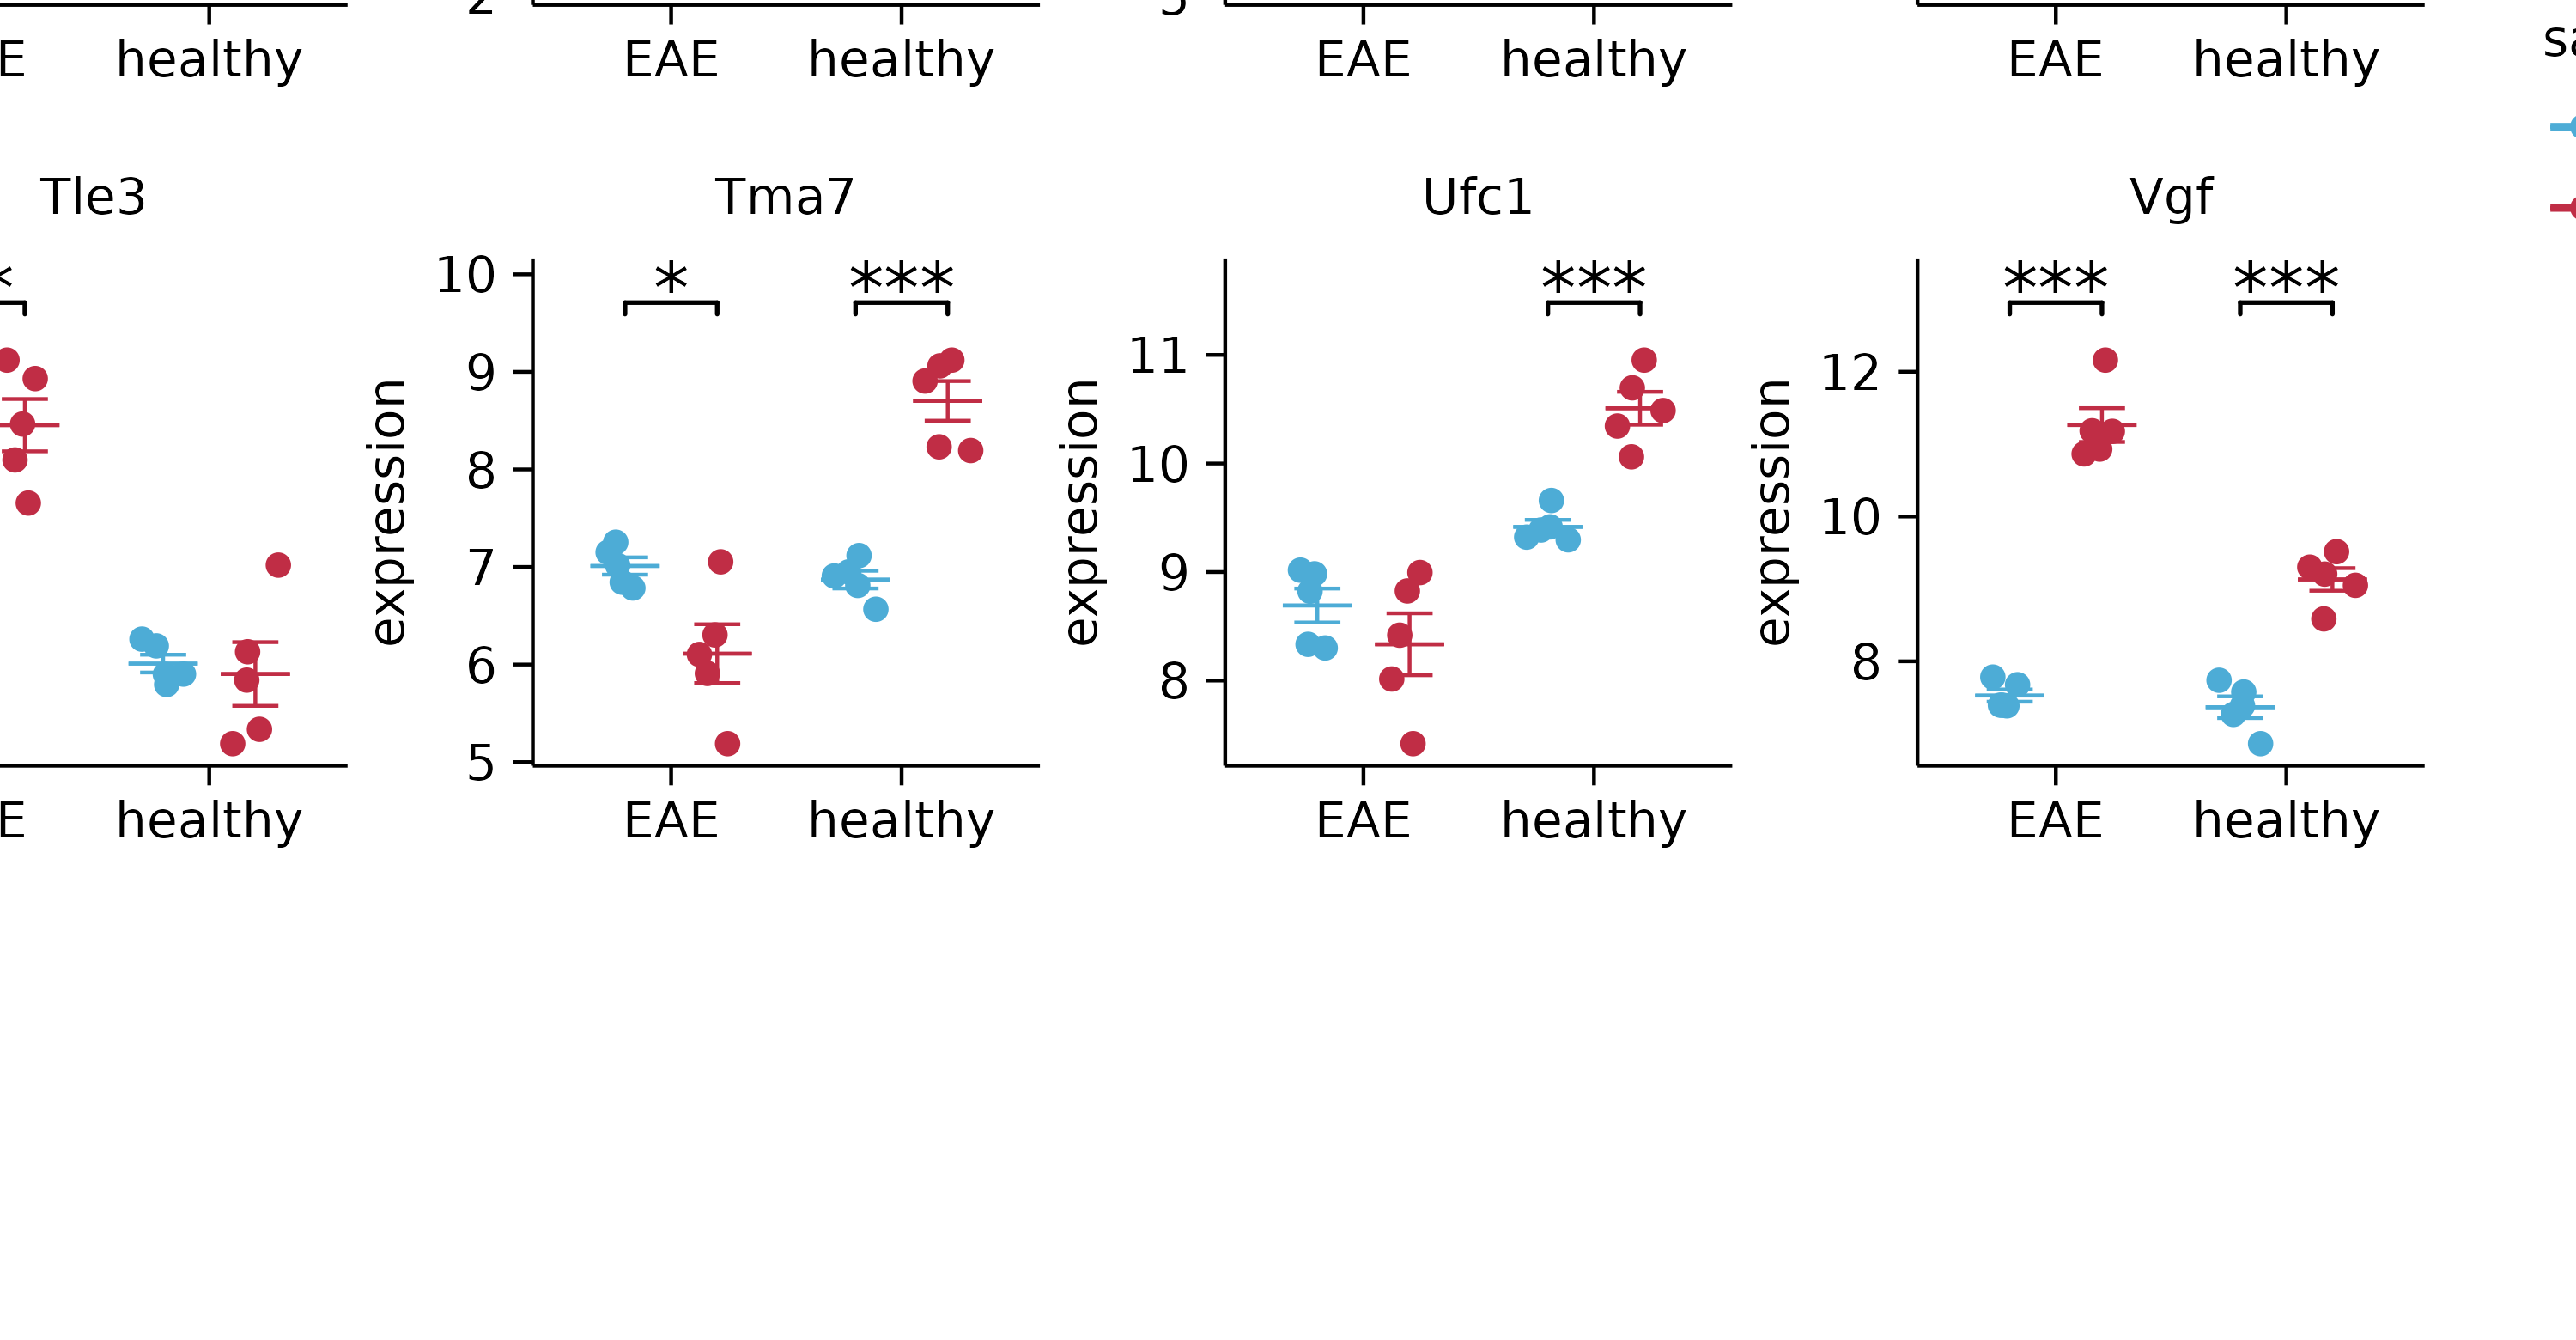 healthy EAE healthy EAE healthy EAE healthy
Tle3 Tma7 Ufc1 Vgf
* *** *** *** ***
expression 10 9 8 7 6 5
expression 11 10 9 8
expression 12 10 8
healthy EAE healthy EAE healthy EAE healthy